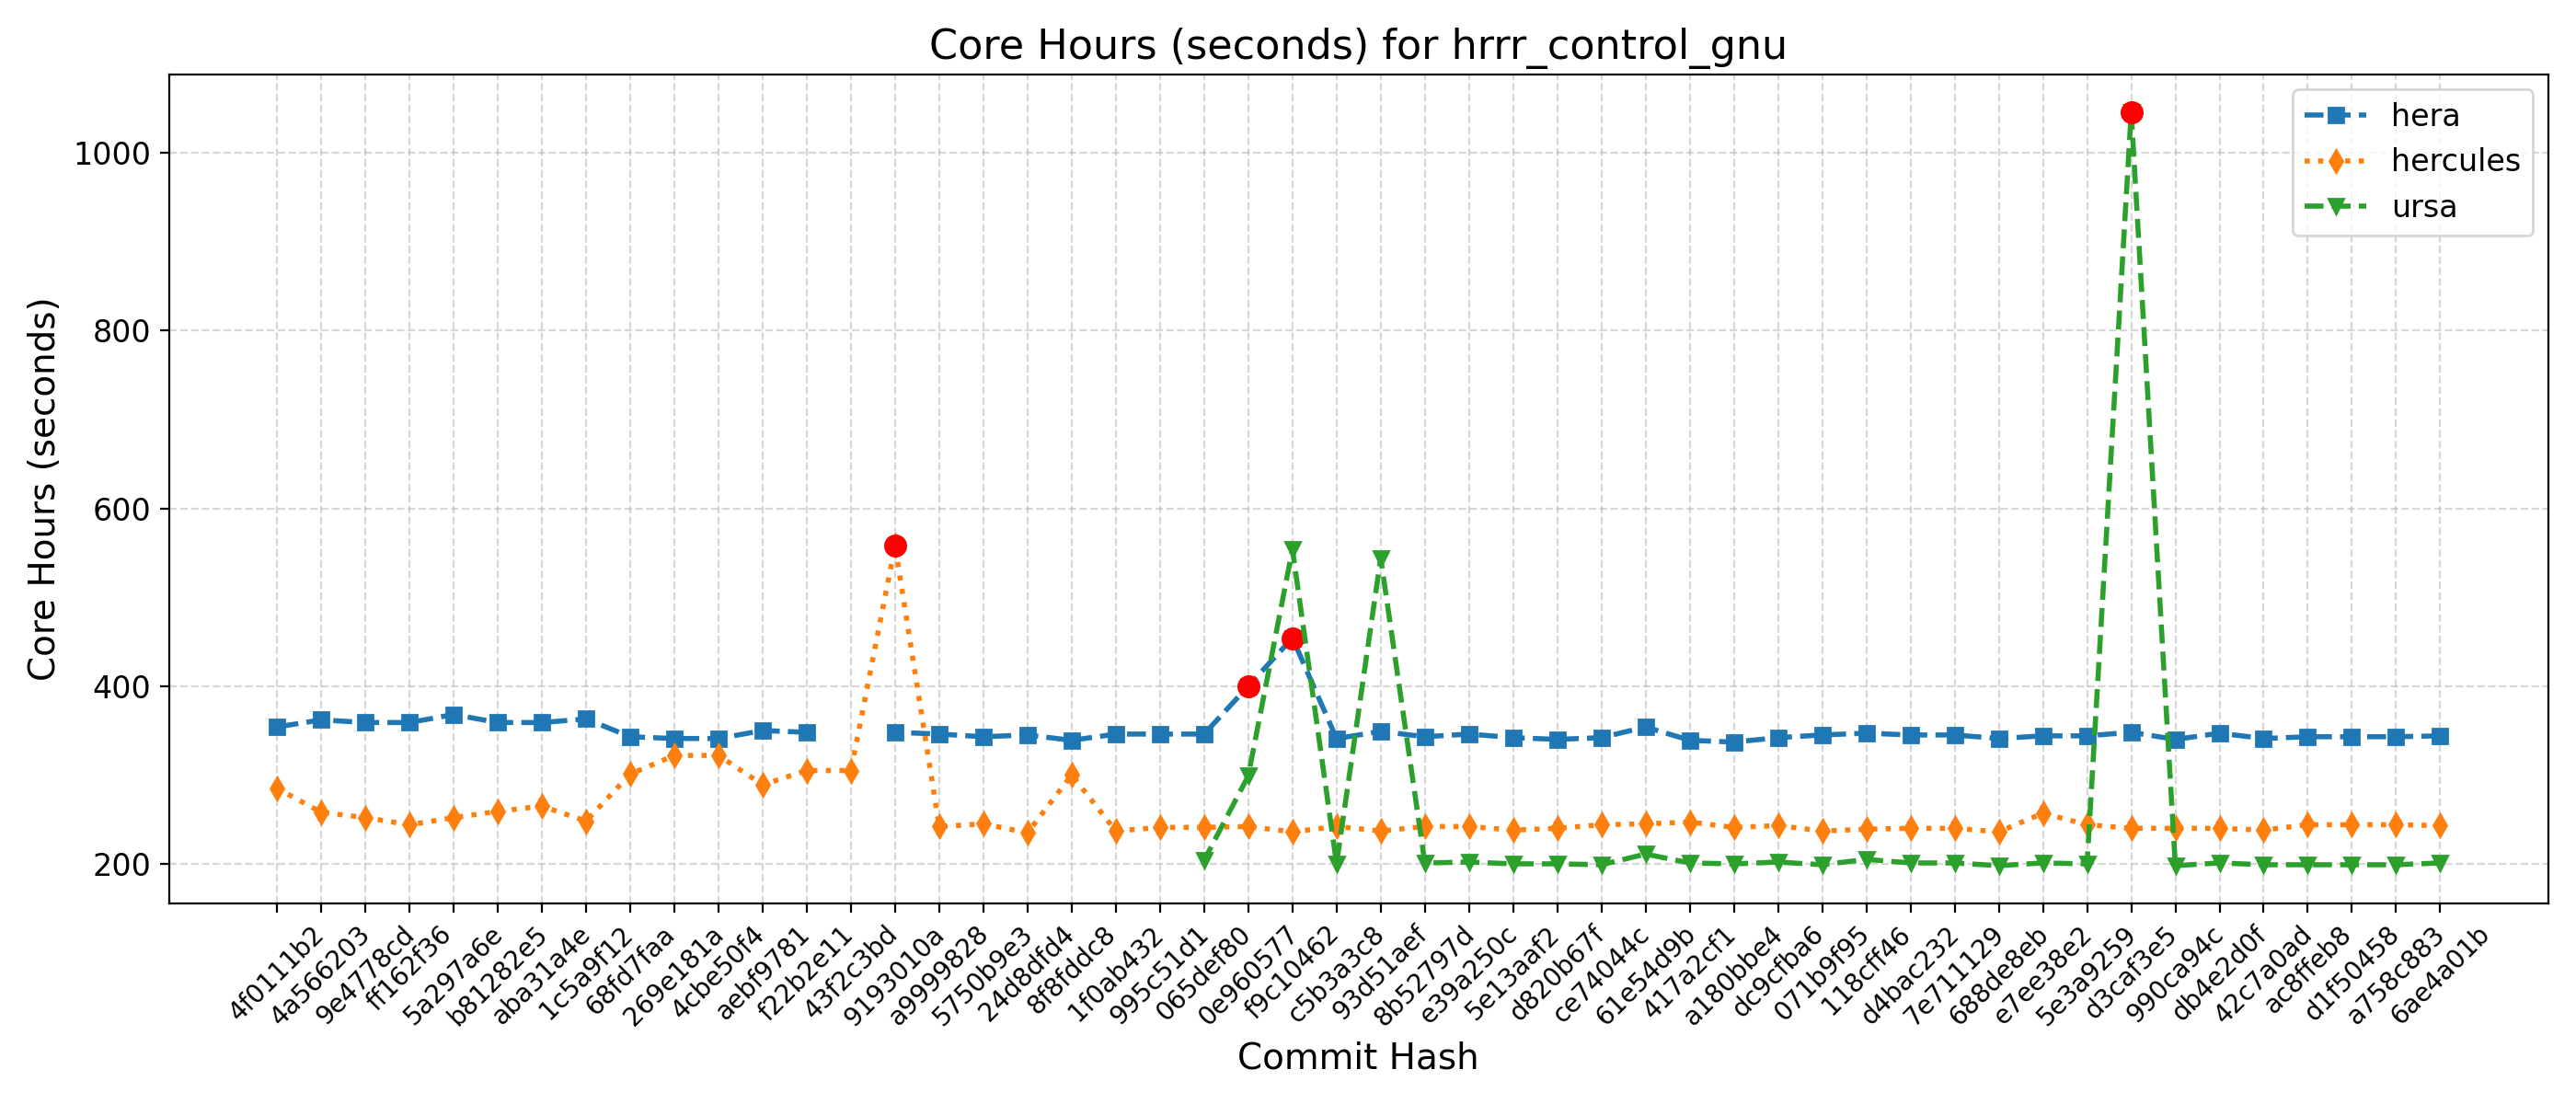 Core Hours (seconds) for hrrr_control_gnu
Core Hours (seconds)
1000
800
600
400
200
hera
hercules
ursa
4f0111b2
4a566203
9e4778cd
ff162f36
5a297a6e
b81282e5
aba31a4e
1c5a9f12
68fd7faa
269e181a
4cbe50f4
aebf9781
f22b2e11
43f2c3bd
9193010a
a9999828
5750b9e3
24d8dfd4
8f8fddc8
1f0ab432
995c51d1
065def80
0e960577
f9c10462
c5b3a3c8
93d51aef
8b52797d
e39a250c
5e13aaf2
d820b67f
ce74044c
61e54d9b
417a2cf1
a180bbe4
dc9cfba6
071b9f95
118cff46
d4bac232
7e711129
688de8eb
e7ee38e2
5e3a9259
d3caf3e5
990ca94c
db4e2d0f
42c7a0ad
ac8ffeb8
d1f50458
a758c883
6ae4a01b
Commit Hash